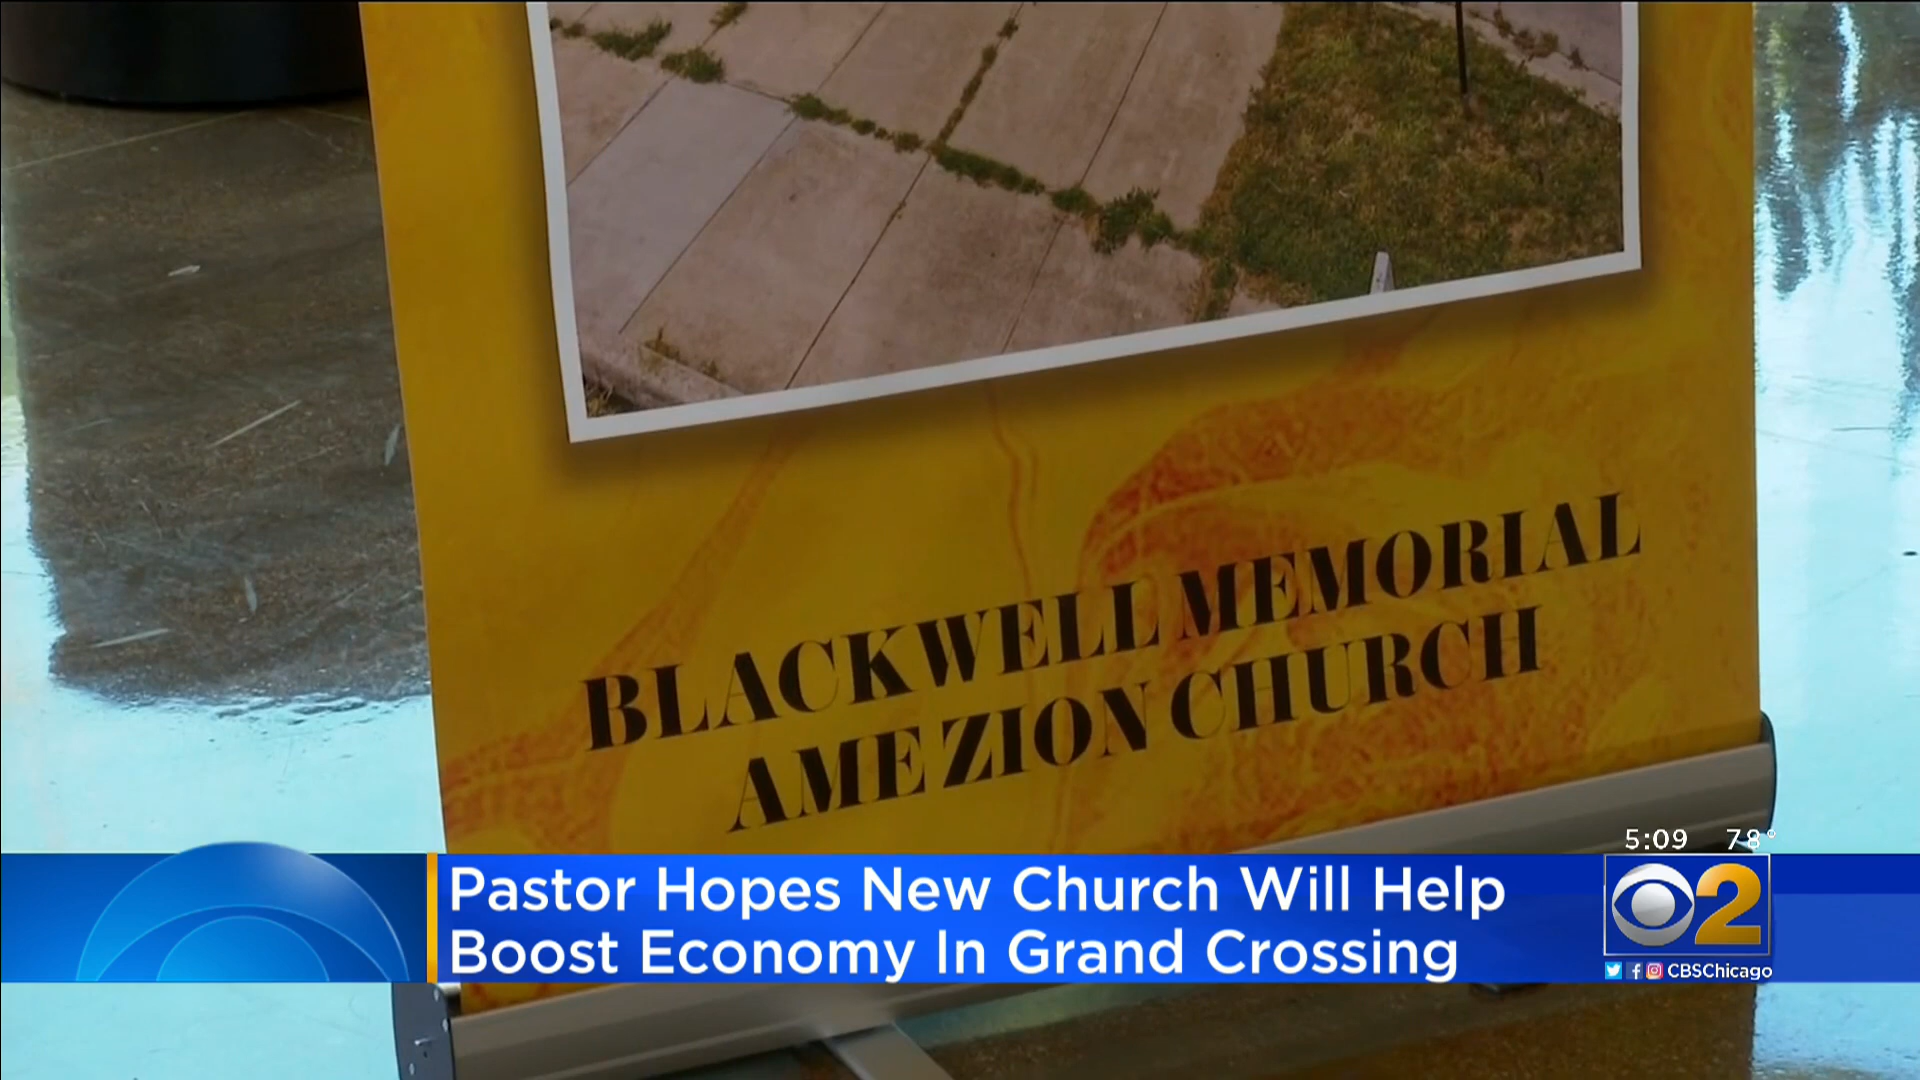 BLACKWELL MEMORIAL
AME ZION CHURCH
5:09 78°
Pastor Hopes New Church Will Help
Boost Economy In Grand Crossing
2
CBSChicago